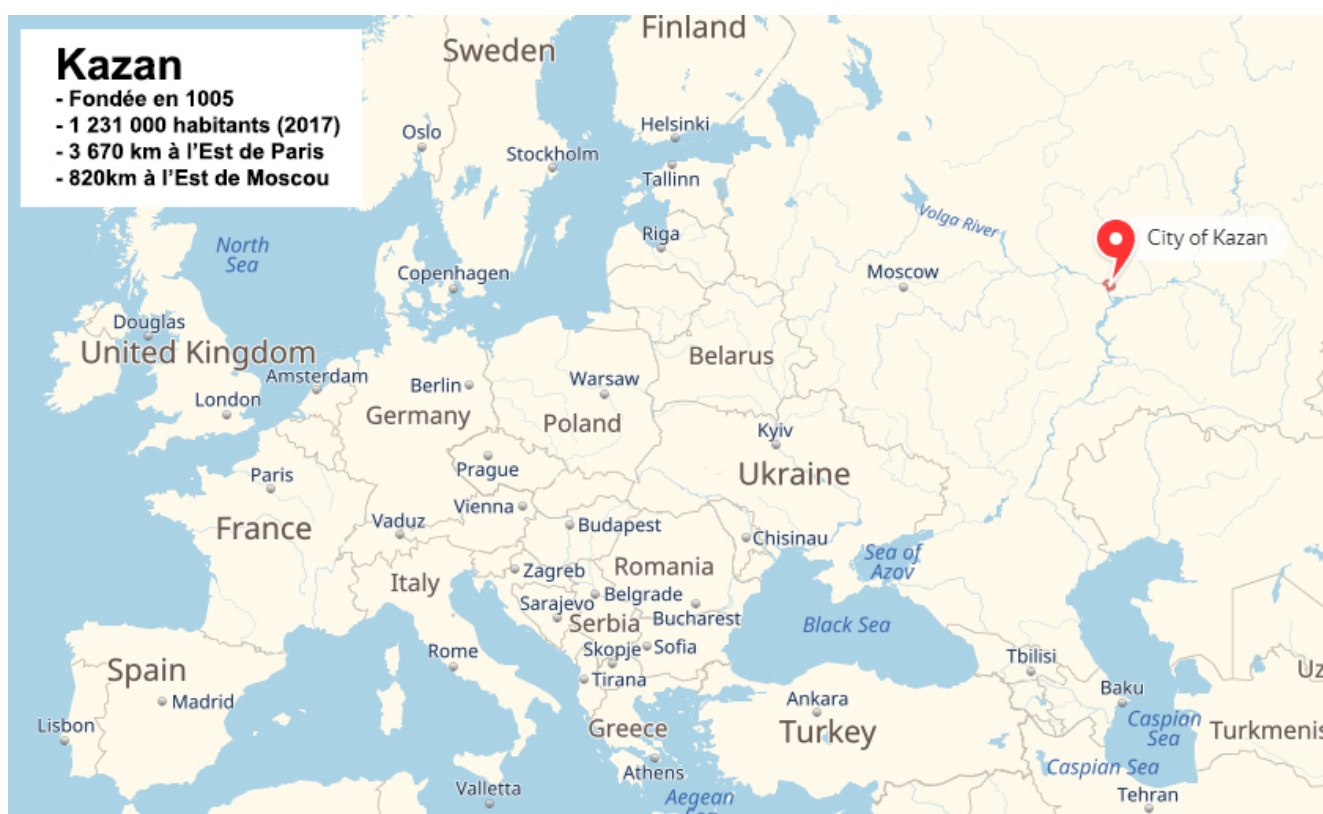 Kazan
- Fondée en 1005
- 1 231 000 habitants (2017)
- 3 670 km à l'Est de Paris
- 820km à l'Est de Moscou
Finland
Sweden
Helsinki
Oslo
Stockholm
Tallinn
Volga River
City of Kazan
North
Sea
Riga
Moscow
Copenhagen
Douglas
United Kingdom
Belarus
Amsterdam
Berlin
Warsaw
London
Germany
Poland
Kyiv
Paris
Prague
Ukraine
Vienna
France
Vaduz
Budapest
Chisinau
Sea of
Azov
Italy
Zagreb
Romania
Sarajevo
Belgrade
Serbia
Bucharest
Black Sea
Rome
Skopje
Sofia
Tbilisi
Spain
Tirana
Uz
Madrid
Ankara
Baku
Lisbon
Greece
Turkey
Caspian
Sea
Turkmenis
Athens
Caspian Sea
Valletta
Aegean
Sea
Tehran